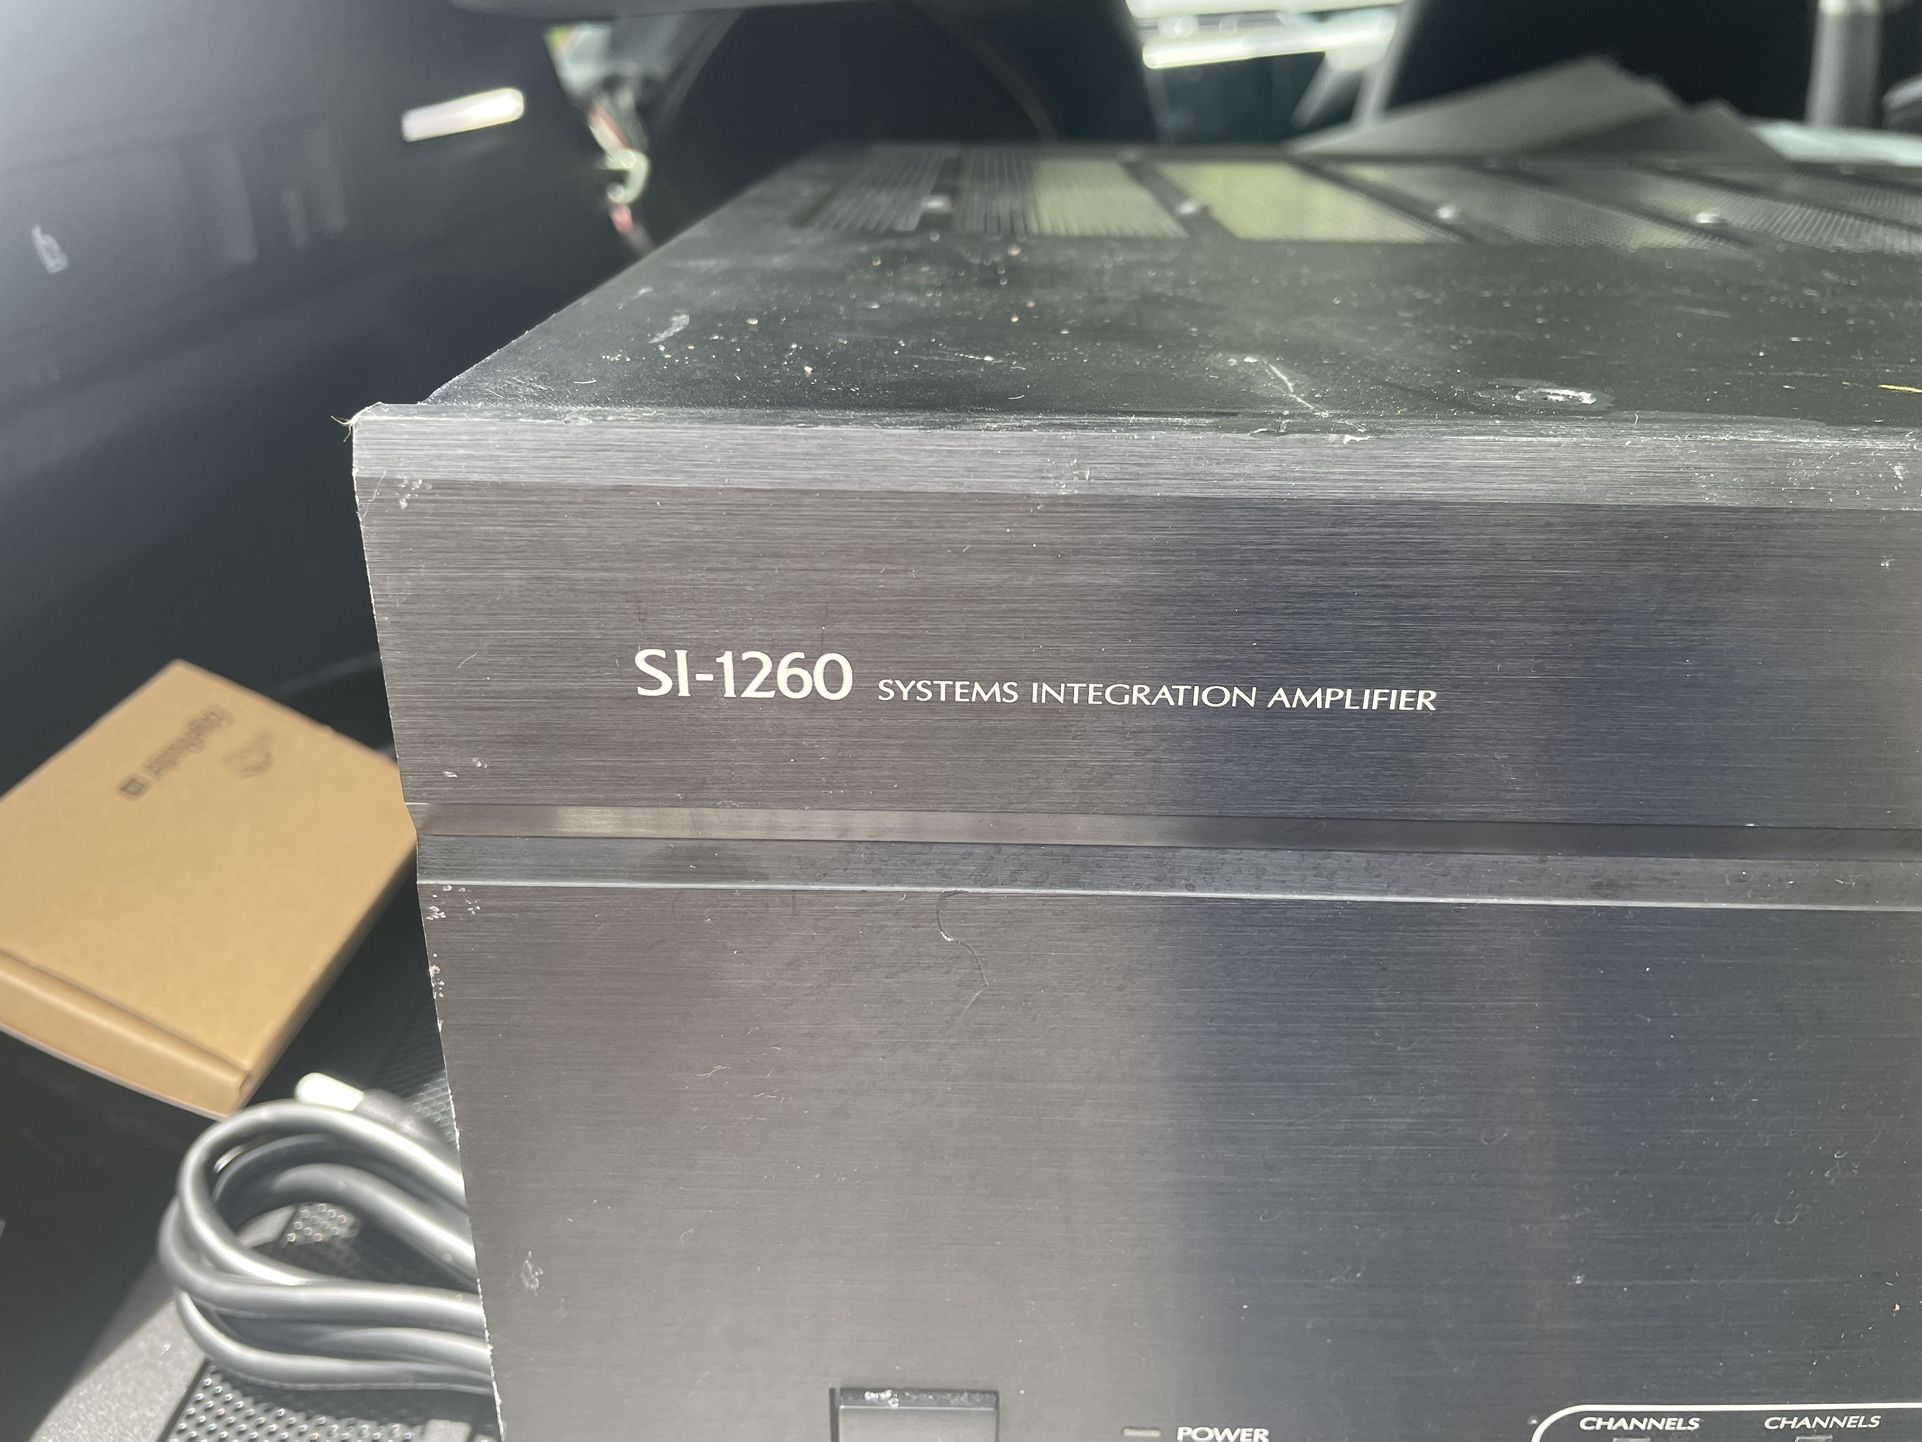 SI-1260 SYSTEMS INTEGRATION AMPLIFIER
POWER
CHANNELS CHANNELS